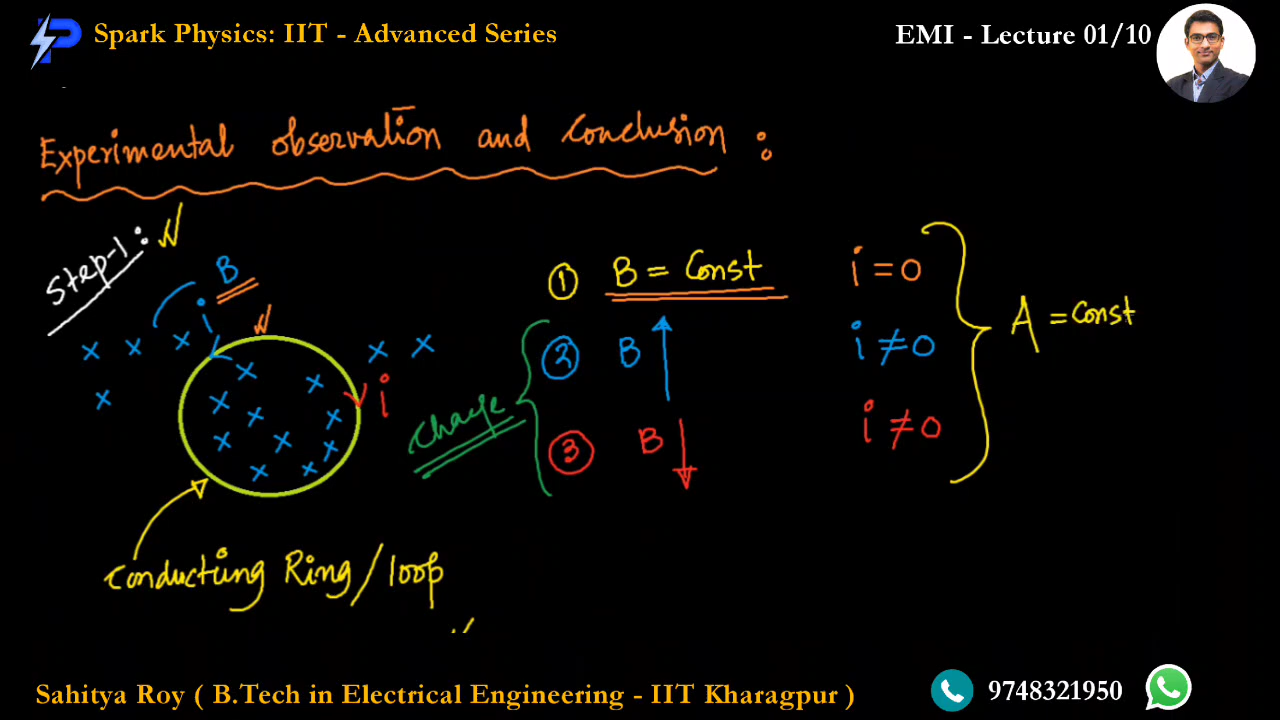 Spark Physics: IIT - Advanced Series
EMI - Lecture 01/10
Experimental observation and Conclusion :
Step-1 :
B
i
i
① B = Const i = 0
② B i ≠ 0
③ B i ≠ 0
Change
A = Const
Conducting Ring/loop
Sahitya Roy ( B.Tech in Electrical Engineering - IIT Kharagpur )
9748321950